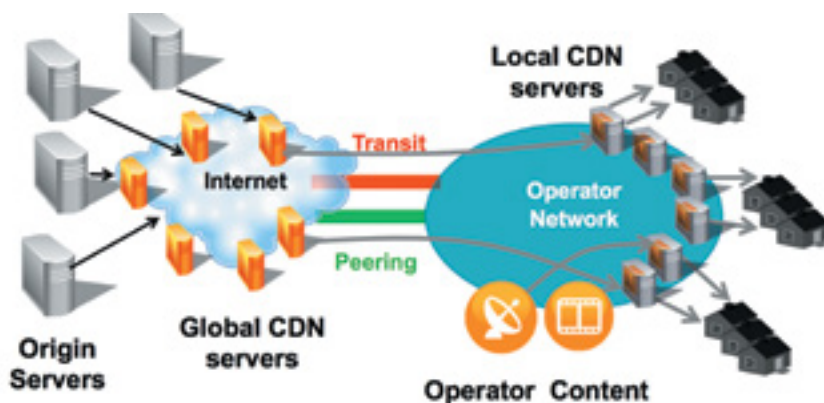 Local CDN
servers
Transit
Internet
Operator
Network
Peering
Global CDN
servers
Origin
Servers
Operator Content